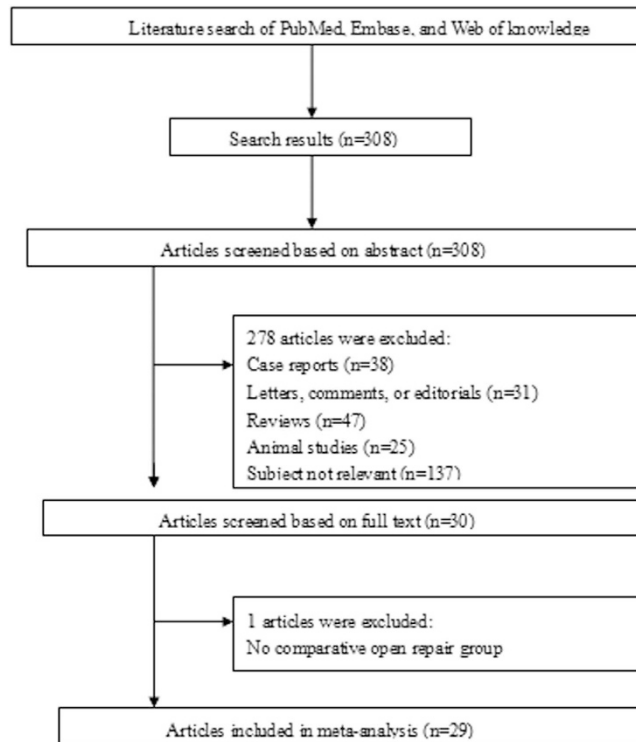 Literature search of PubMed, Embase, and Web of knowledge
Search results (n=308)
Articles screened based on abstract (n=308)
278 articles were excluded:
Case reports (n=38)
Letters, comments, or editorials (n=31)
Reviews (n=47)
Animal studies (n=25)
Subject not relevant (n=137)
Articles screened based on full text (n=30)
1 articles were excluded:
No comparative open repair group
Articles included in meta-analysis (n=29)